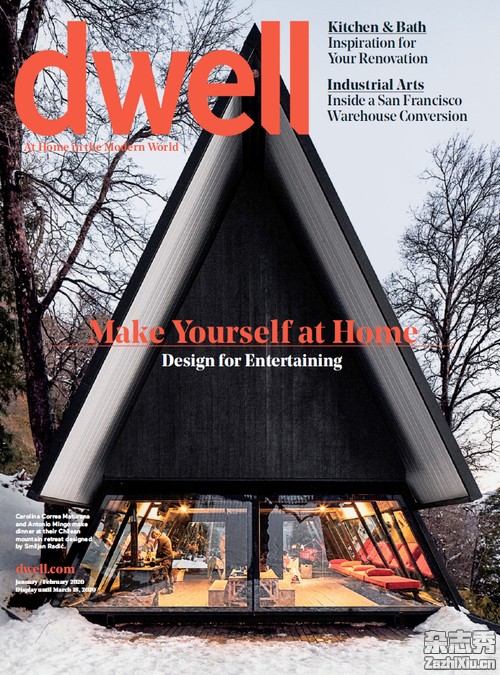 dwell
At Home in the Modern World
Kitchen & Bath
Inspiration for
Your Renovation
Industrial Arts
Inside a San Francisco
Warehouse Conversion
Make Yourself at Home
Design for Entertaining
Carolina Correa Maturana
and Antonio Mingo make
dinner at their Chilean
mountain retreat designed
by Smiljan Radić.
dwell.com
January / February 2020
Display until March 18, 2020
杂志秀
ZaZhiXiu.cn